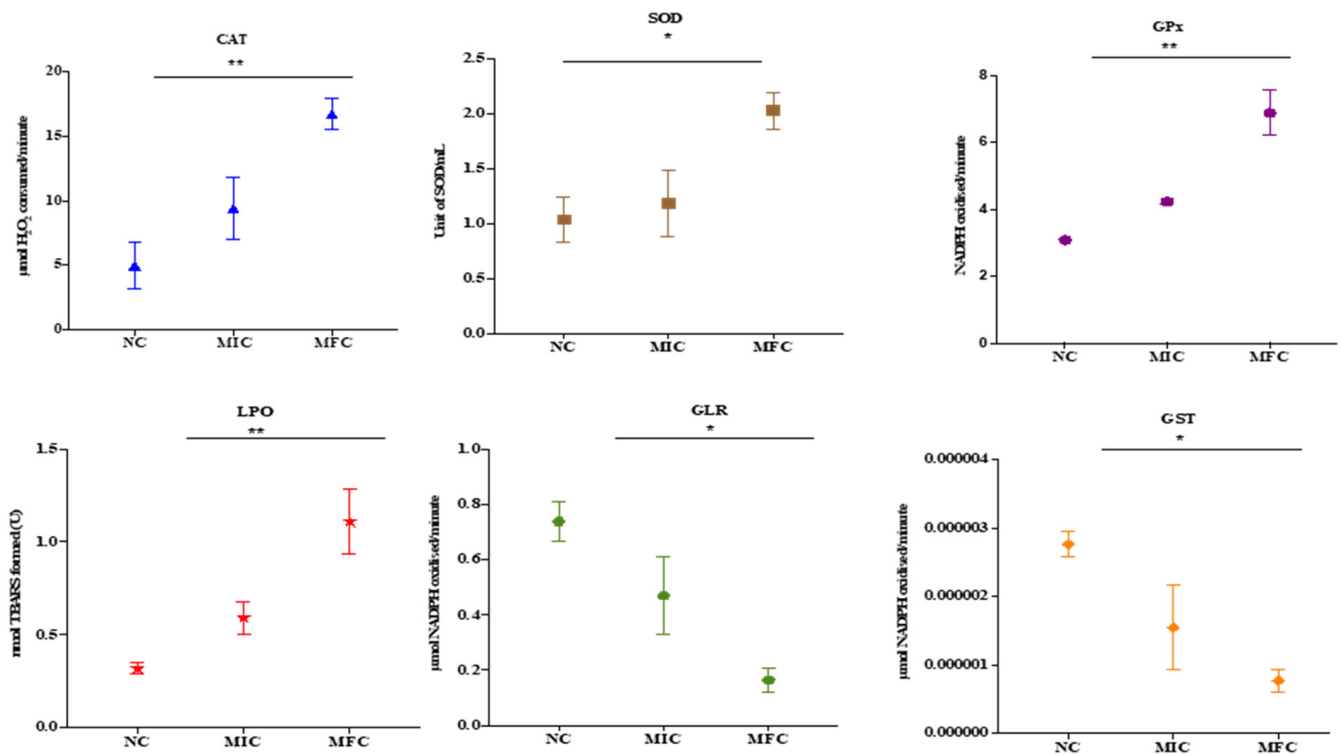 CAT
**
20
15
10
5
0
µmol H₂O₂ consumed/minute
NC MIC MFC
SOD
*
2.5
2.0
1.5
1.0
0.5
0.0
Unit of SOD/mL
NC MIC MFC
GPx
**
8
6
4
2
0
NADPH oxidised/minute
NC MIC MFC
LPO
**
1.5
1.0
0.5
0.0
nmol TBARS formed (U)
NC MIC MFC
GLR
*
1.0
0.8
0.6
0.4
0.2
0.0
µmol NADPH oxidised/minute
NC MIC MFC
GST
*
0.000004
0.000003
0.000002
0.000001
0.000000
µmol NADPH oxidised/minute
NC MIC MFC